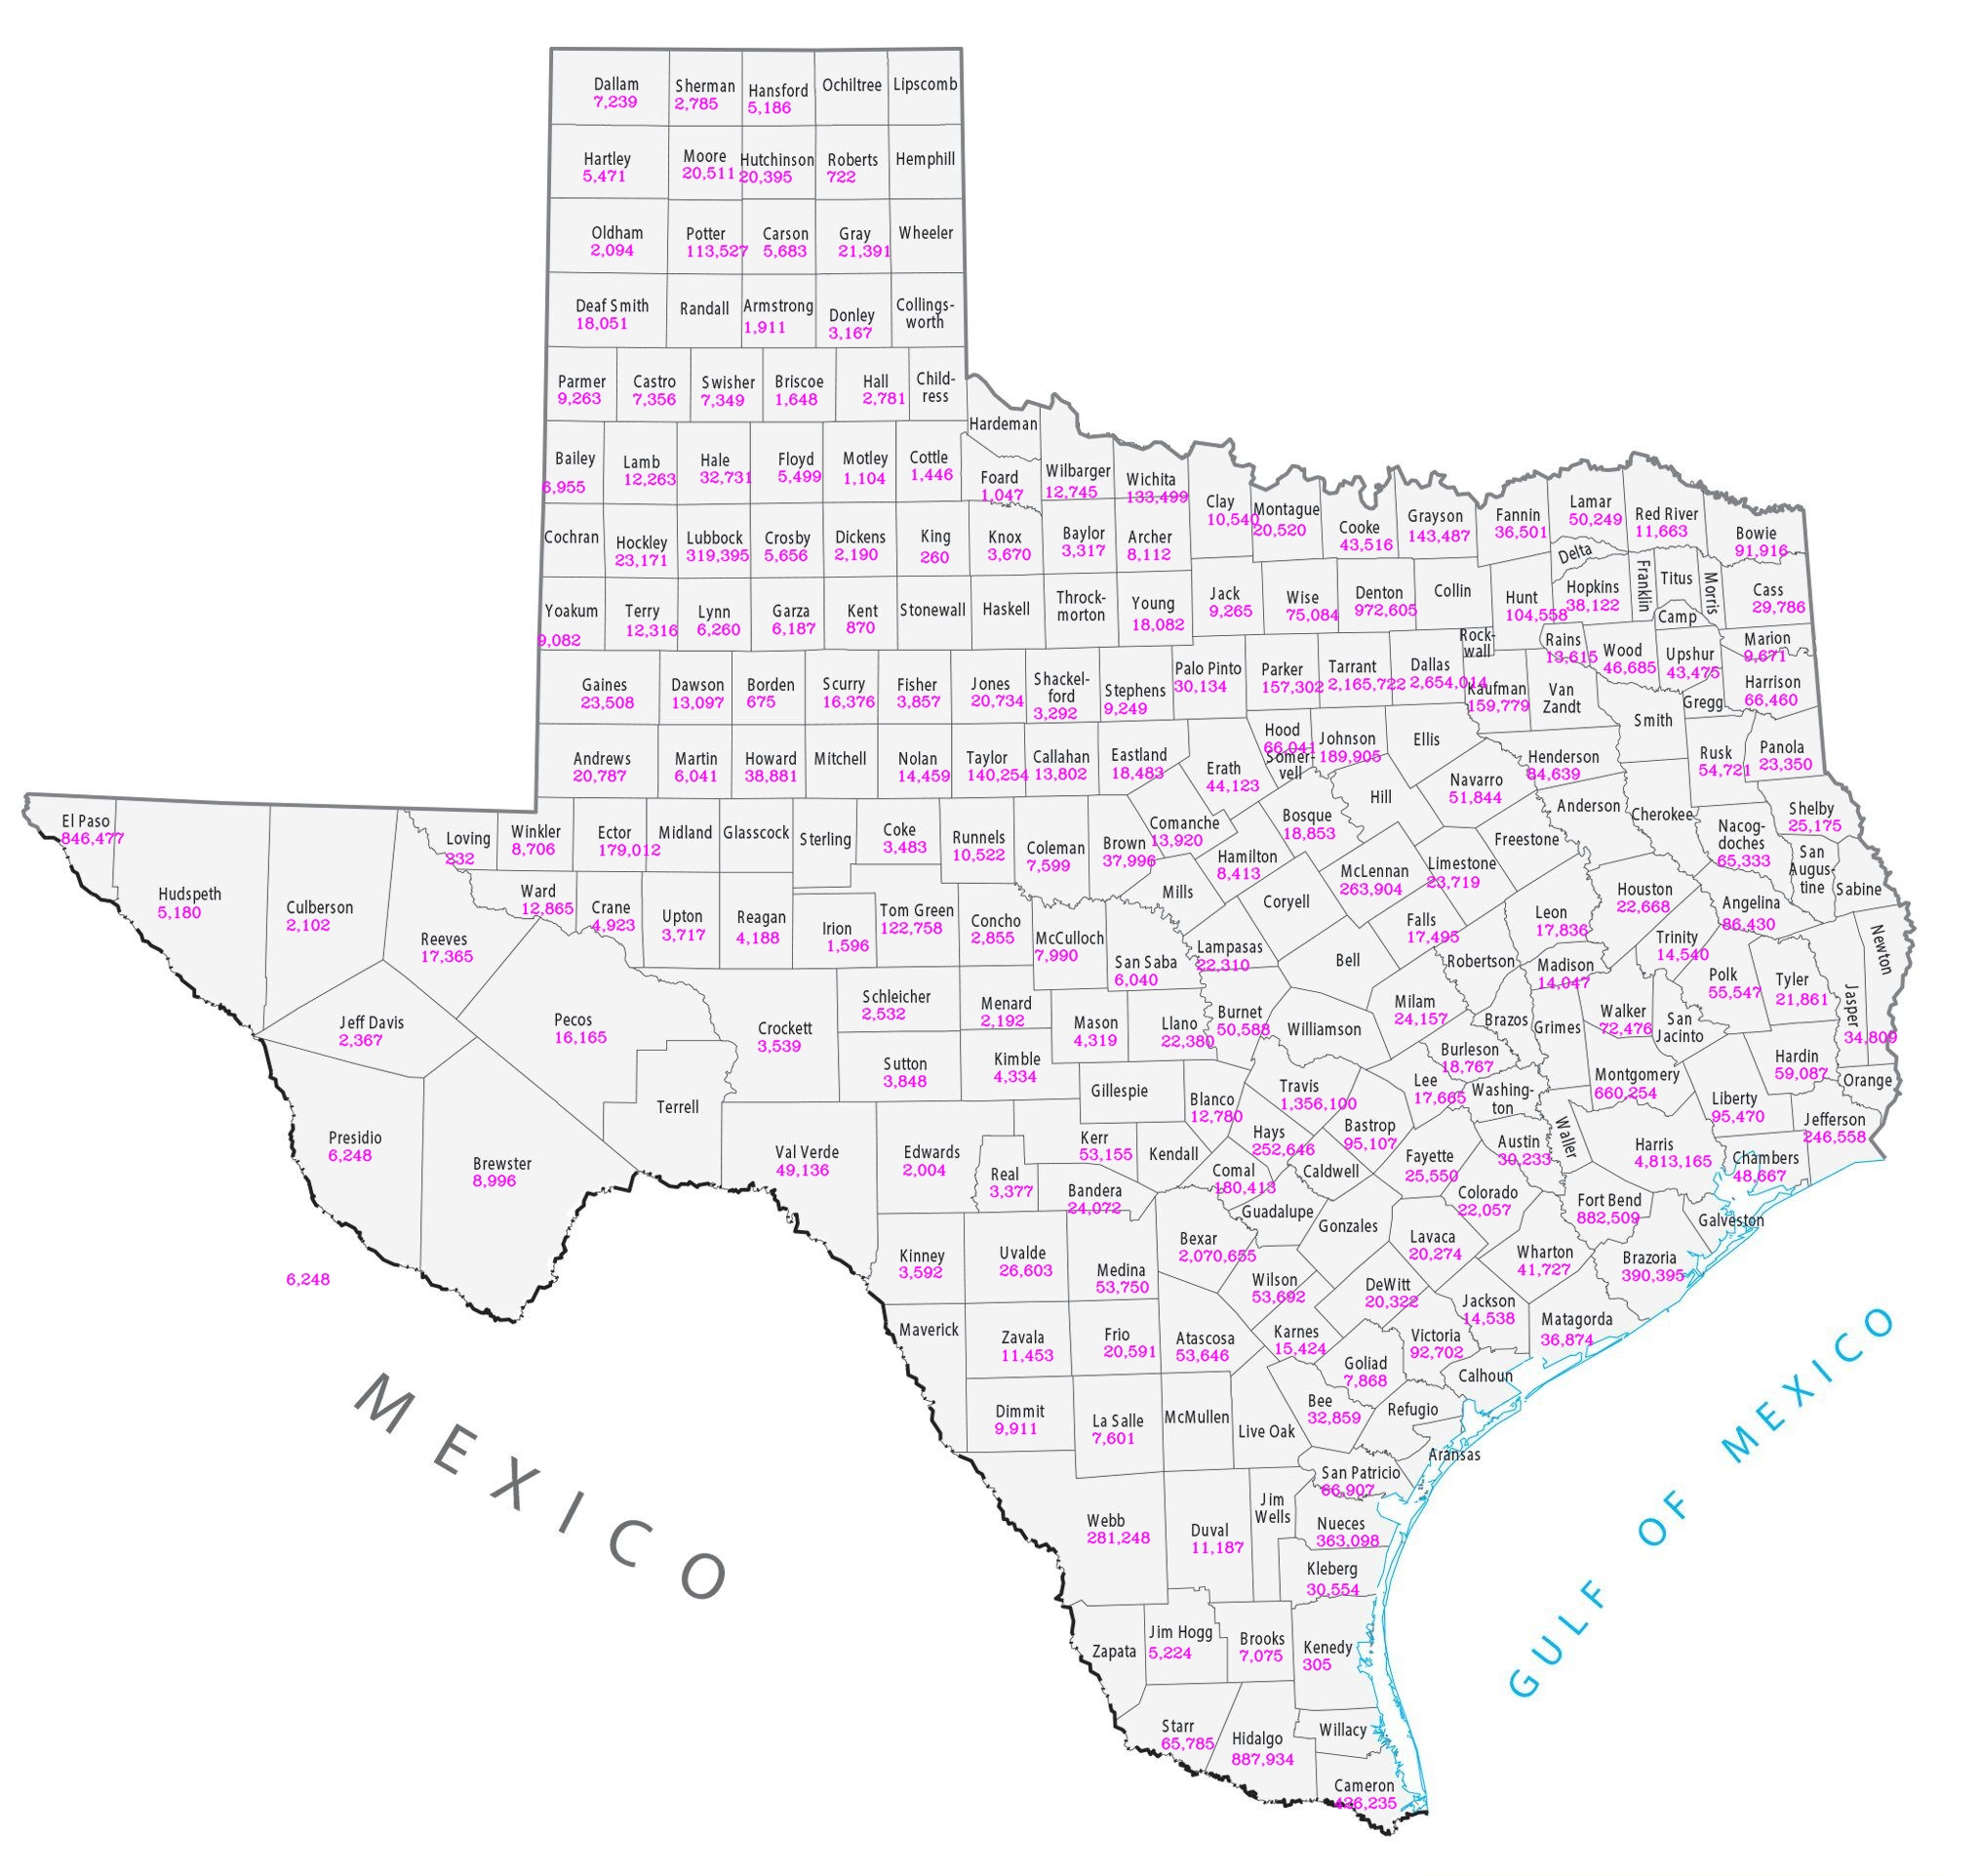 Dallam
7,239
Sherman
2,785
Hansford
5,186
Ochiltree
Lipscomb
Hartley
5,471
Moore
20,511
Hutchinson
20,395
Roberts
722
Hemphill
Oldham
2,094
Potter
113,527
Carson
5,683
Gray
21,391
Wheeler
Deaf Smith
18,051
Randall
Armstrong
1,911
Donley
3,167
Collings-
worth
Parmer
9,263
Castro
7,356
Swisher
7,349
Briscoe
1,648
Hall
2,781
Child-
ress
Hardeman
Bailey
6,955
Lamb
12,263
Hale
32,731
Floyd
5,499
Motley
1,104
Cottle
1,446
Foard
1,047
Wilbarger
12,745
Wichita
133,499
Clay
10,540
Montague
20,520
Cooke
43,516
Grayson
143,487
Fannin
36,501
Lamar
50,249
Red River
11,663
Bowie
91,916
Cochran
Hockley
23,171
Lubbock
319,395
Crosby
5,656
Dickens
2,190
King
260
Knox
3,670
Baylor
3,317
Archer
8,112
Delta
Franklin
Titus
Morris
Cass
29,786
Hopkins
38,122
Camp
Yoakum
9,082
Terry
12,316
Lynn
6,260
Garza
6,187
Kent
870
Stonewall
Haskell
Throck-
morton
Young
18,082
Jack
9,265
Wise
75,084
Denton
972,605
Collin
Hunt
104,558
Rock-
wall
Rains
13,615
Wood
46,685
Upshur
43,475
Marion
9,671
Harrison
66,460
Gaines
23,508
Dawson
13,097
Borden
675
Scurry
16,376
Fisher
3,857
Jones
20,734
Shackel-
ford
3,292
Stephens
9,249
Palo Pinto
30,134
Parker
157,302
Tarrant
2,165,722
Dallas
2,654,014
Kaufman
159,779
Van
Zandt
Smith
Gregg
Andrews
20,787
Martin
6,041
Howard
38,881
Mitchell
Nolan
14,459
Taylor
140,254
Callahan
13,802
Eastland
18,483
Erath
44,123
Hood
66,041
Somer-
vell
Johnson
189,905
Ellis
Navarro
51,844
Henderson
84,639
Rusk
54,721
Panola
23,350
El Paso
846,477
Hudspeth
5,180
Culberson
2,102
Reeves
17,365
Loving
232
Winkler
8,706
Ector
179,012
Midland
Glasscock
Sterling
Coke
3,483
Runnels
10,522
Coleman
7,599
Brown
37,996
Comanche
13,920
Hamilton
8,413
Bosque
18,853
Hill
McLennan
263,904
Limestone
23,719
Freestone
Anderson
Cherokee
Nacog-
doches
65,333
Shelby
25,175
San
Augus-
tine
Sabine
Ward
12,865
Crane
4,923
Upton
3,717
Reagan
4,188
Irion
1,596
Tom Green
122,758
Concho
2,855
McCulloch
7,990
San Saba
6,040
Mills
Lampasas
22,310
Coryell
Bell
Falls
17,495
Robertson
Leon
17,836
Houston
22,668
Trinity
14,540
Angelina
86,430
Polk
55,547
Tyler
21,861
Jasper
34,809
Newton
Jeff Davis
2,367
Pecos
16,165
Crockett
3,539
Schleicher
2,532
Menard
2,192
Mason
4,319
Llano
22,380
Burnet
50,588
Williamson
Milam
24,157
Brazos
Madison
14,047
Grimes
Walker
72,476
San
Jacinto
Hardin
59,087
Orange
Sutton
3,848
Kimble
4,334
Gillespie
Blanco
12,780
Travis
1,356,100
Burleson
18,767
Lee
17,665
Washing-
ton
Montgomery
660,254
Liberty
95,470
Jefferson
246,558
Terrell
Presidio
6,248
Brewster
8,996
Val Verde
49,136
Edwards
2,004
Real
3,377
Kerr
53,155
Kendall
Bandera
24,072
Comal
180,413
Hays
252,646
Bastrop
95,107
Caldwell
Fayette
25,550
Austin
30,233
Waller
Harris
4,813,165
Chambers
48,667
Guadalupe
Gonzales
Colorado
22,057
Fort Bend
882,509
Galveston
6,248
Kinney
3,592
Uvalde
26,603
Medina
53,750
Bexar
2,070,655
Wilson
53,692
Lavaca
20,274
DeWitt
20,322
Wharton
41,727
Brazoria
390,395
Maverick
Zavala
11,453
Frio
20,591
Atascosa
53,646
Karnes
15,424
Goliad
7,868
Victoria
92,702
Jackson
14,538
Matagorda
36,874
Calhoun
Dimmit
9,911
La Salle
7,601
McMullen
Live Oak
Bee
32,859
Refugio
Aransas
San Patricio
66,907
Webb
281,248
Duval
11,187
Jim
Wells
Nueces
363,098
Kleberg
30,554
Zapata
Jim Hogg
5,224
Brooks
7,075
Kenedy
305
Starr
65,785
Hidalgo
887,934
Willacy
Cameron
426,235
MEXICO
GULF OF MEXICO